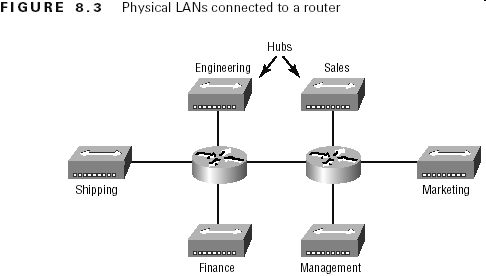 FIGURE 8.3 Physical LANs connected to a router
Hubs
Engineering Sales
Shipping Marketing
Finance Management